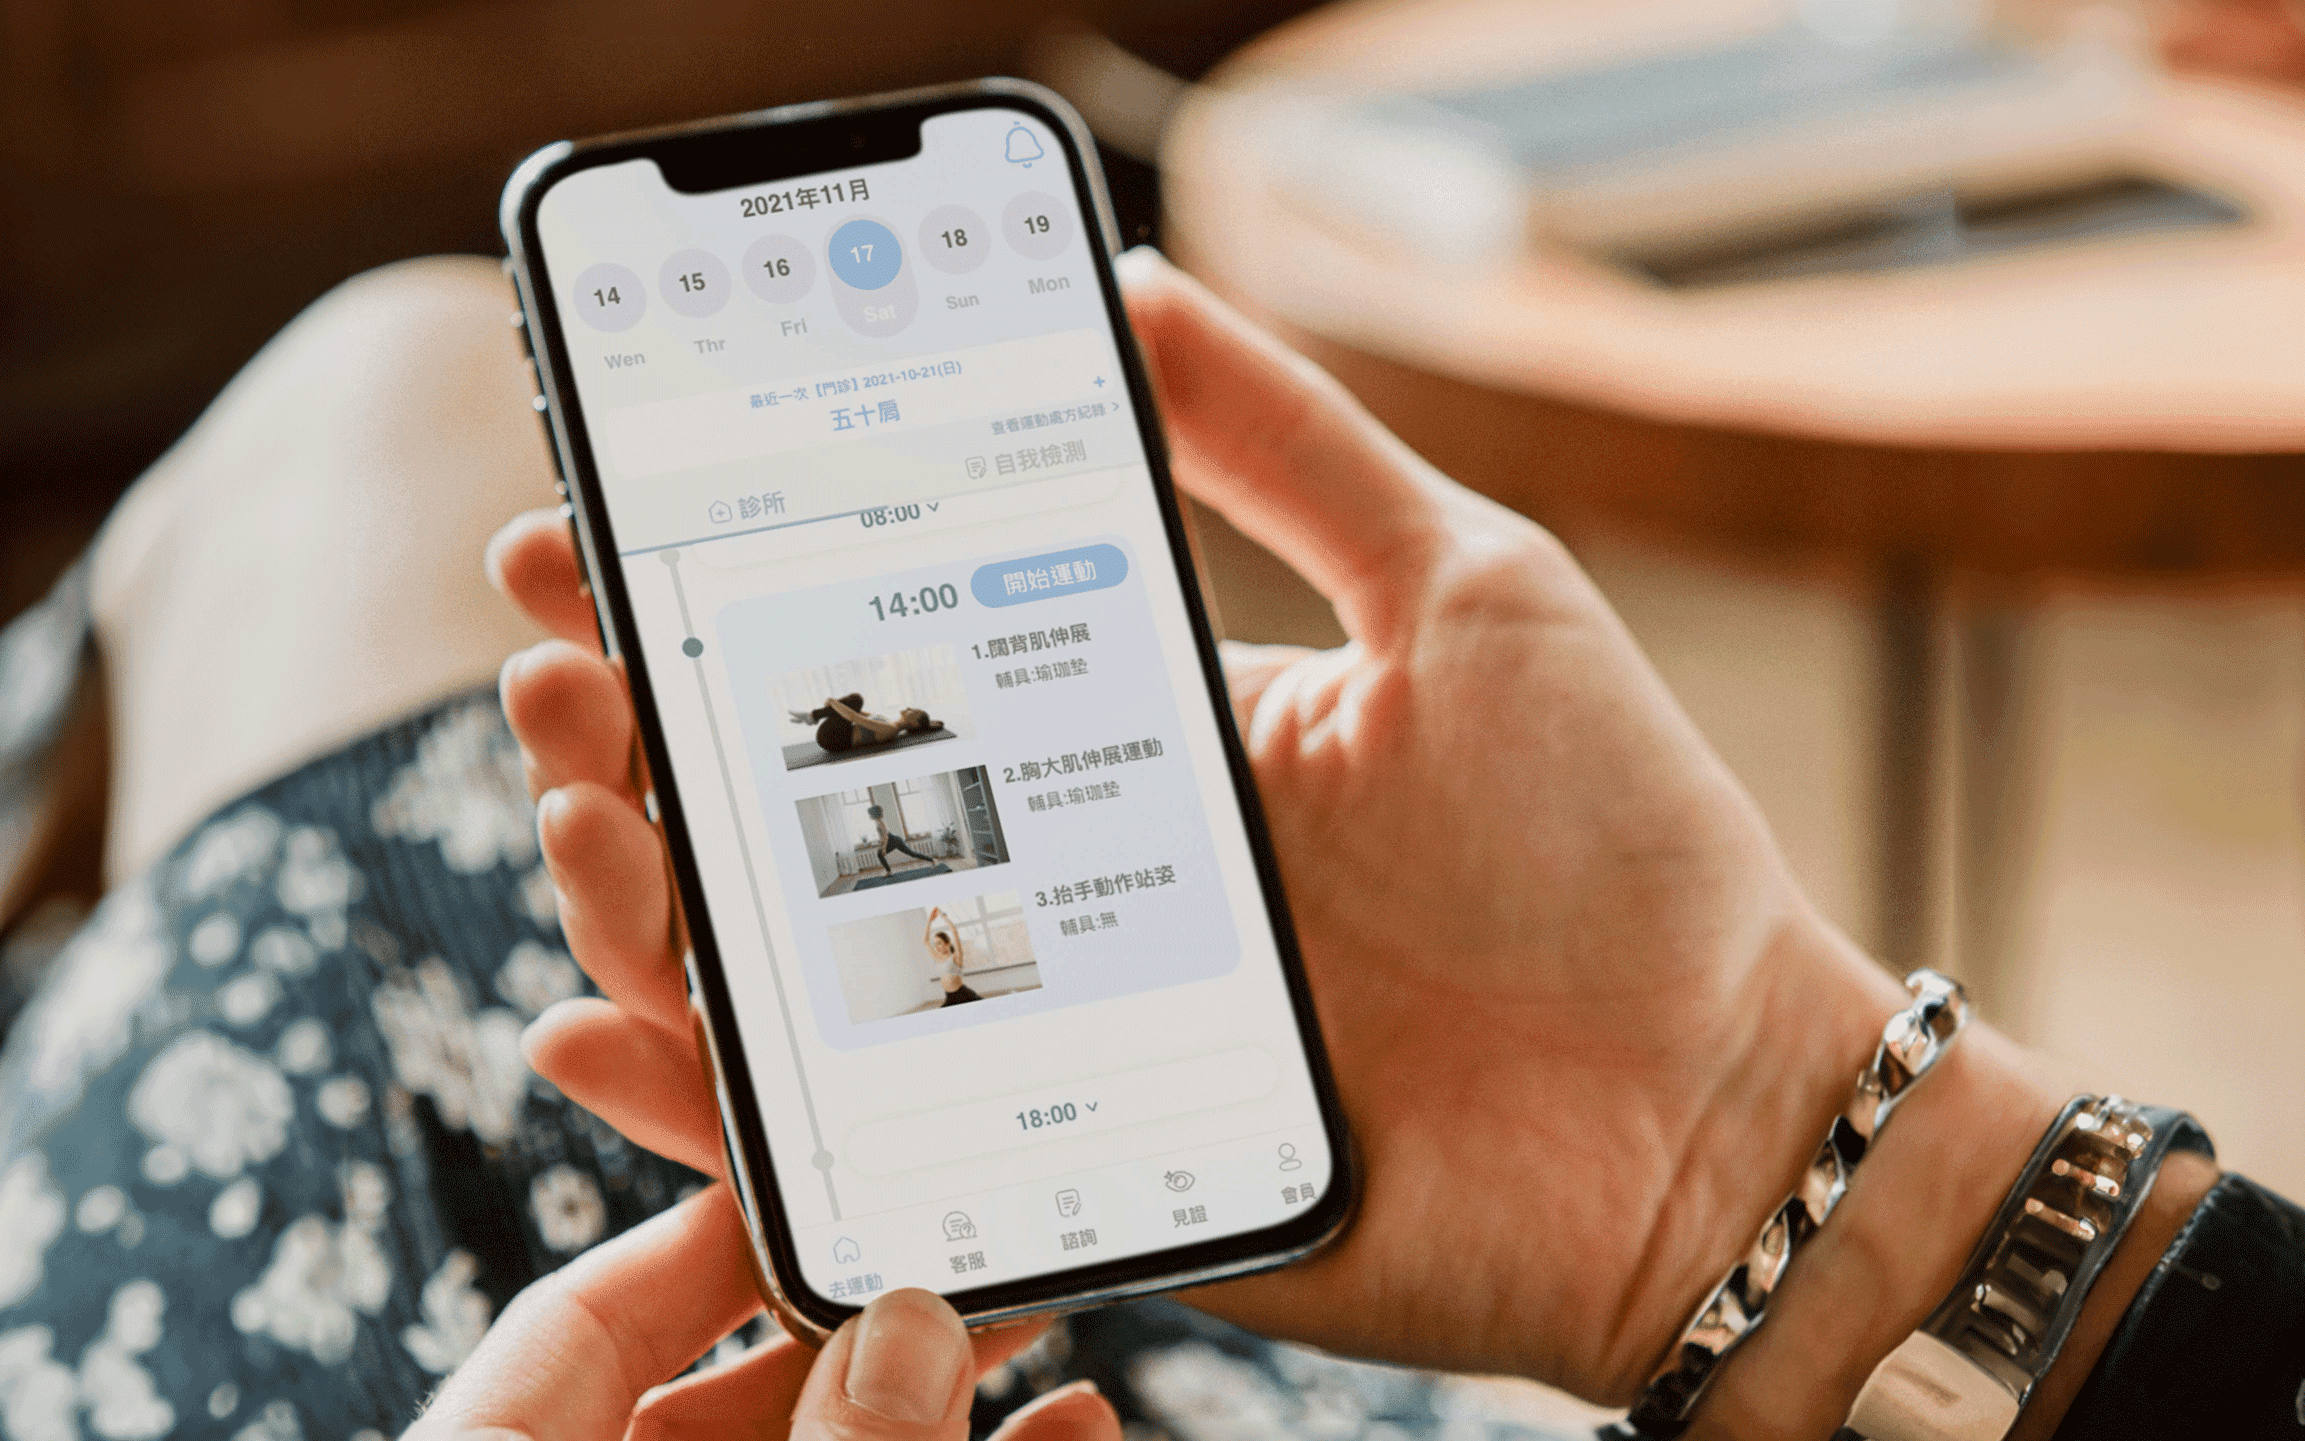 2021年11月
14 15 16 17 18 19
Wen Thr Fri Sat Sun Mon
最近一次【門診】2021-10-21(日)
+
五十肩
查看運動處方紀錄 >
診所 自我檢測
08:00
14:00 開始運動
1.闊背肌伸展
輔具:瑜珈墊
2.胸大肌伸展運動
輔具:瑜珈墊
3.抬手動作站姿
輔具:無
18:00
去運動 客服 諮詢 見證 會員